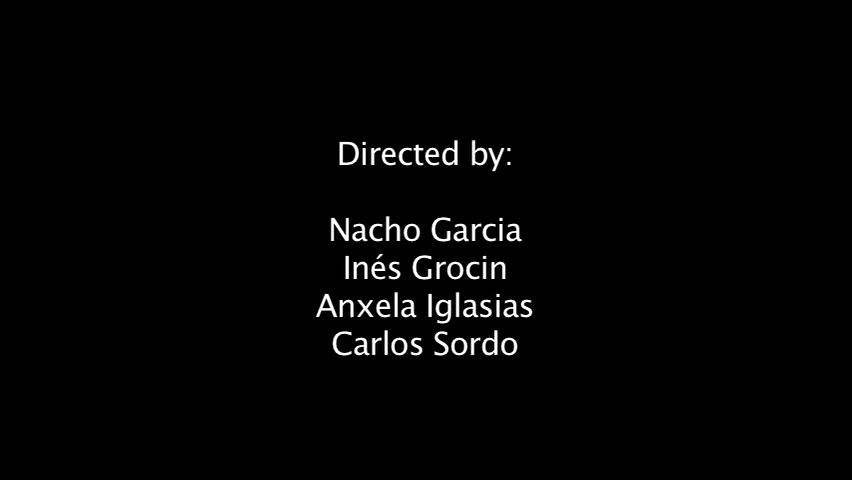 Directed by:
Nacho Garcia
Inés Grocin
Anxela Iglasias
Carlos Sordo